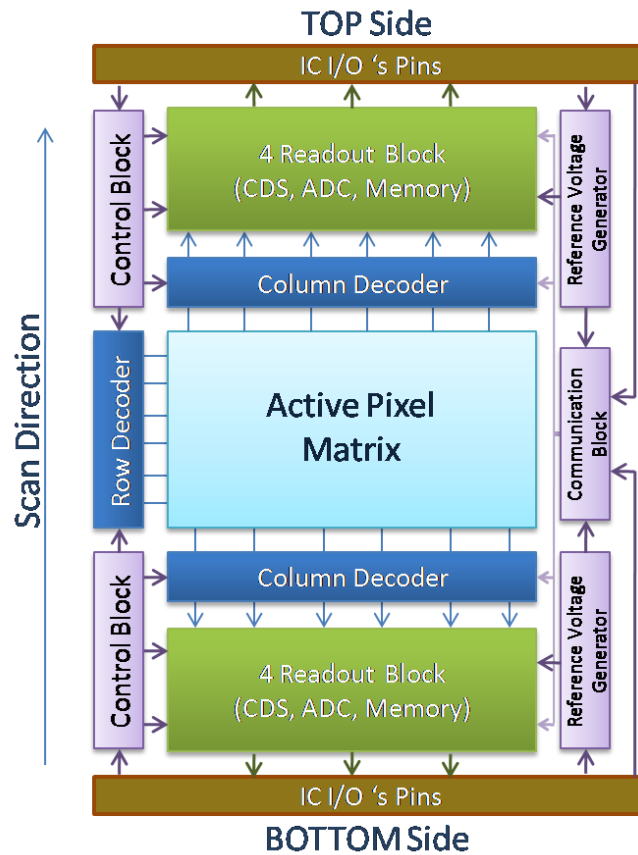 TOP Side
IC I/O ‘s Pins
Scan Direction
Control Block
4 Readout Block
(CDS, ADC, Memory)
Reference Voltage
Generator
Column Decoder
Row Decoder
Active Pixel
Matrix
Communication
Block
Control Block
Column Decoder
4 Readout Block
(CDS, ADC, Memory)
Reference Voltage
Generator
IC I/O ‘s Pins
BOTTOM Side